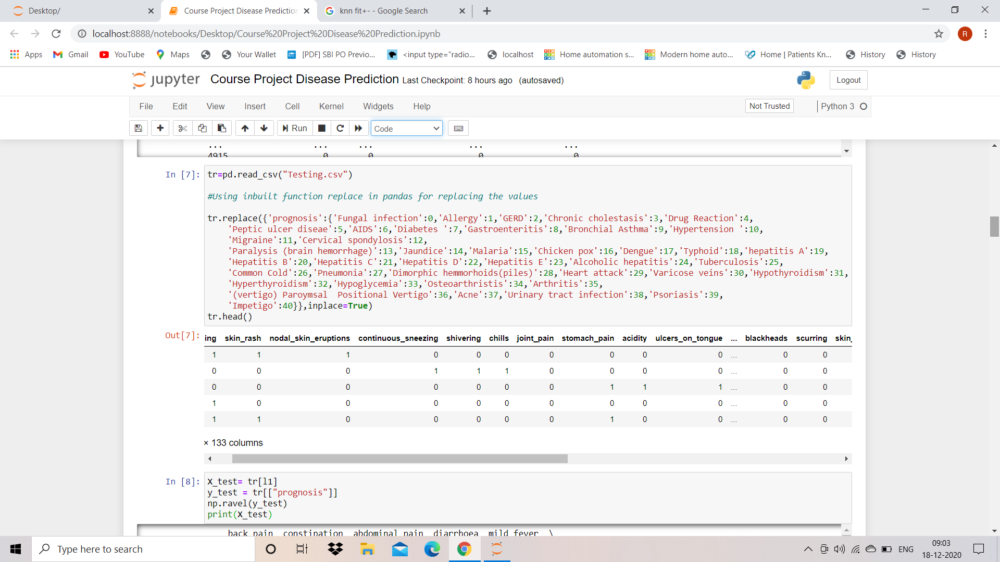 Desktop/
Course Project Disease Prediction
knn fit+- - Google Search
localhost:8888/notebooks/Desktop/Course%20Project%20Disease%20Prediction.ipynb
R
Apps
Gmail
YouTube
Maps
Your Wallet
[PDF] SBI PO Previo...
<input type="radio...
localhost
Home automation s...
Modern home auto...
Home | Patients Kn...
History
History
jupyter
Course Project Disease Prediction Last Checkpoint: 8 hours ago (autosaved)
Logout
File Edit View Insert Cell Kernel Widgets Help
Not Trusted
Python 3
Run
Code
... ... ... ... ...
4915 0 0 0 0
In [7]:
tr=pd.read_csv("Testing.csv")
#Using inbuilt function replace in pandas for replacing the values
tr.replace({'prognosis':{'Fungal infection':0,'Allergy':1,'GERD':2,'Chronic cholestasis':3,'Drug Reaction':4,
'Peptic ulcer diseae':5,'AIDS':6,'Diabetes ':7,'Gastroenteritis':8,'Bronchial Asthma':9,'Hypertension ':10,
'Migraine':11,'Cervical spondylosis':12,
'Paralysis (brain hemorrhage)':13,'Jaundice':14,'Malaria':15,'Chicken pox':16,'Dengue':17,'Typhoid':18,'hepatitis A':19,
'Hepatitis B':20,'Hepatitis C':21,'Hepatitis D':22,'Hepatitis E':23,'Alcoholic hepatitis':24,'Tuberculosis':25,
'Common Cold':26,'Pneumonia':27,'Dimorphic hemmorhoids(piles)':28,'Heart attack':29,'Varicose veins':30,'Hypothyroidism':31,
'Hyperthyroidism':32,'Hypoglycemia':33,'Osteoarthristis':34,'Arthritis':35,
'(vertigo) Paroymsal  Positional Vertigo':36,'Acne':37,'Urinary tract infection':38,'Psoriasis':39,
'Impetigo':40}},inplace=True)
tr.head()
Out[7]:
ing skin_rash nodal_skin_eruptions continuous_sneezing shivering chills joint_pain stomach_pain acidity ulcers_on_tongue ... blackheads scurring skin_
1 1 1 0 0 0 0 0 0 0 ... 0 0
0 0 0 1 1 1 0 0 0 0 ... 0 0
0 0 0 0 0 0 0 1 1 1 ... 0 0
1 0 0 0 0 0 0 0 0 0 ... 0 0
1 1 0 0 0 0 0 1 0 0 ... 0 0
× 133 columns
In [8]:
X_test= tr[l1]
y_test = tr[["prognosis"]]
np.ravel(y_test)
print(X_test)
back_pain constipation abdominal_pain diarrhoea mild_fever \
Type here to search
ENG
09:03
18-12-2020